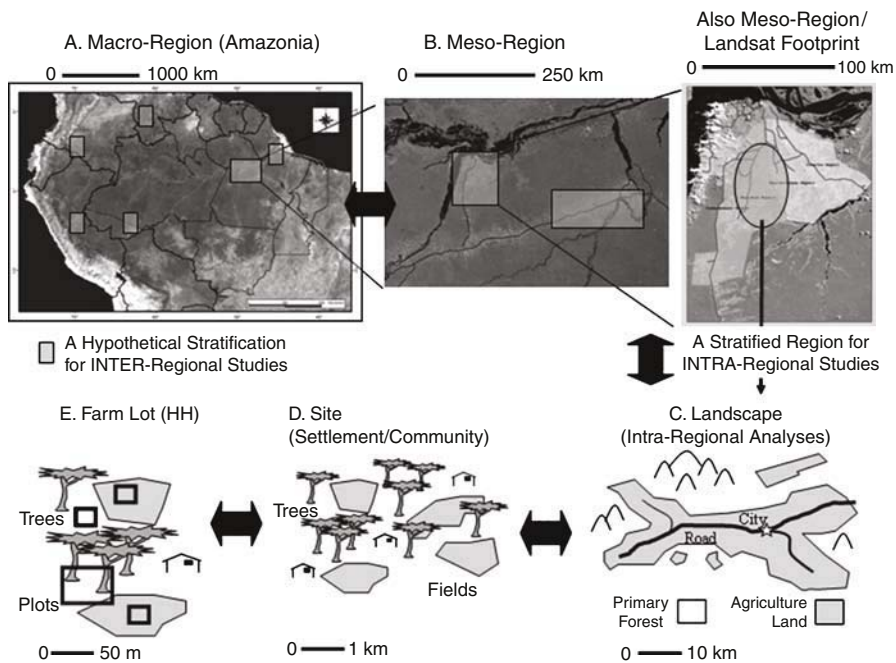 A. Macro-Region (Amazonia)
0 1000 km
B. Meso-Region
0 250 km
Also Meso-Region/
Landsat Footprint
0 100 km
A Hypothetical Stratification
for INTER-Regional Studies
A Stratified Region for
INTRA-Regional Studies
E. Farm Lot (HH)
Trees
Plots
0 50 m
D. Site
(Settlement/Community)
Trees
Fields
0 1 km
C. Landscape
(Intra-Regional Analyses)
City
Road
Primary
Forest
Agriculture
Land
0 10 km